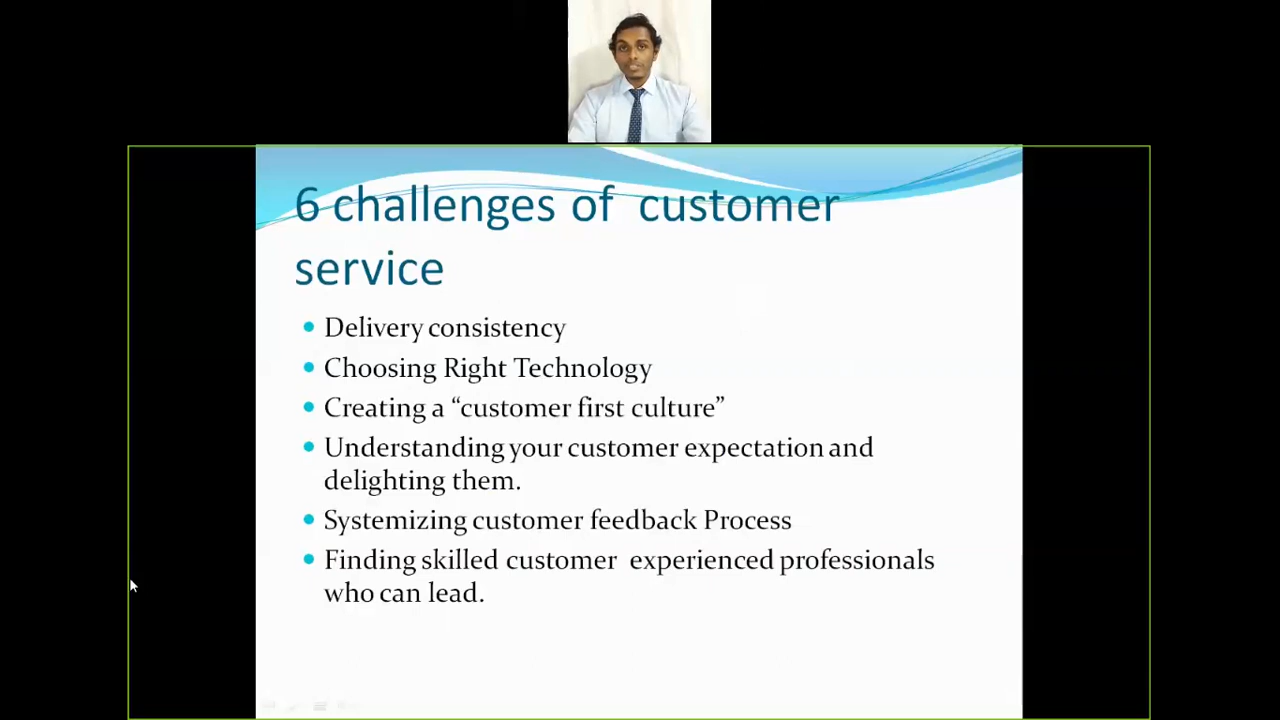 6 challenges of customer
service
Delivery consistency
Choosing Right Technology
Creating a “customer first culture”
Understanding your customer expectation and
delighting them.
Systemizing customer feedback Process
Finding skilled customer experienced professionals
who can lead.